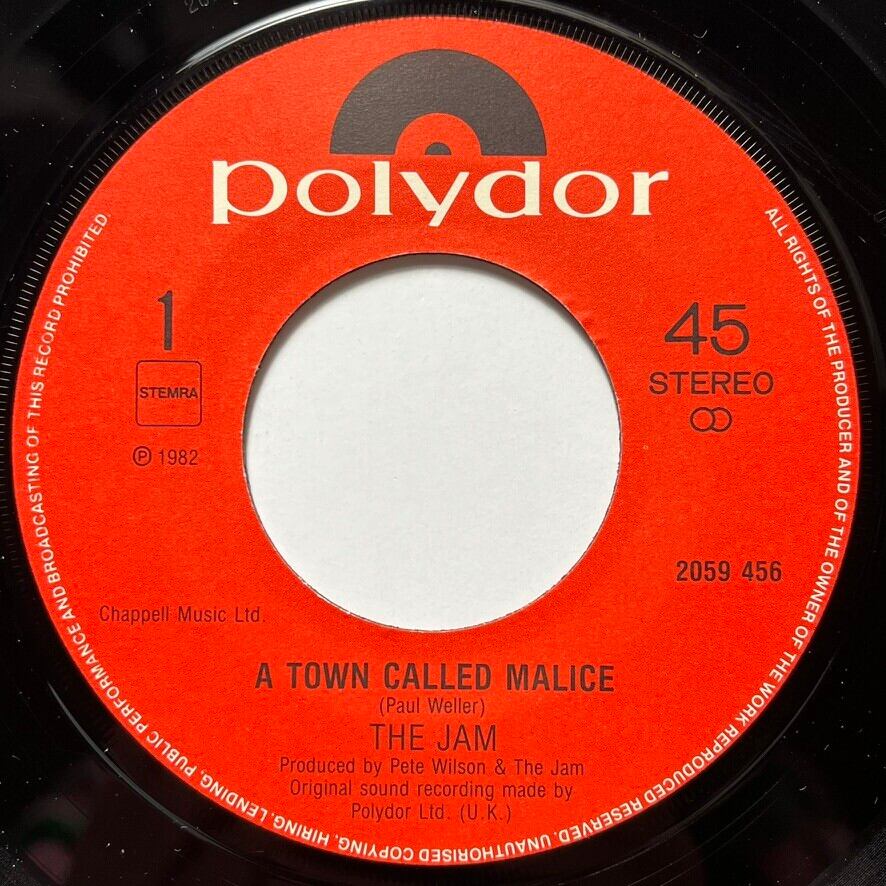 polydor
1
STEMRA
℗ 1982
45
STEREO
2059 456
Chappell Music Ltd.
A TOWN CALLED MALICE
(Paul Weller)
THE JAM
Produced by Pete Wilson & The Jam
Original sound recording made by
Polydor Ltd. (U.K.)
ALL RIGHTS OF THE PRODUCER AND OF THE OWNER OF THE WORK REPRODUCED RESERVED. UNAUTHORISED COPYING, HIRING, LENDING, PUBLIC PERFORMANCE AND BROADCASTING OF THIS RECORD PROHIBITED